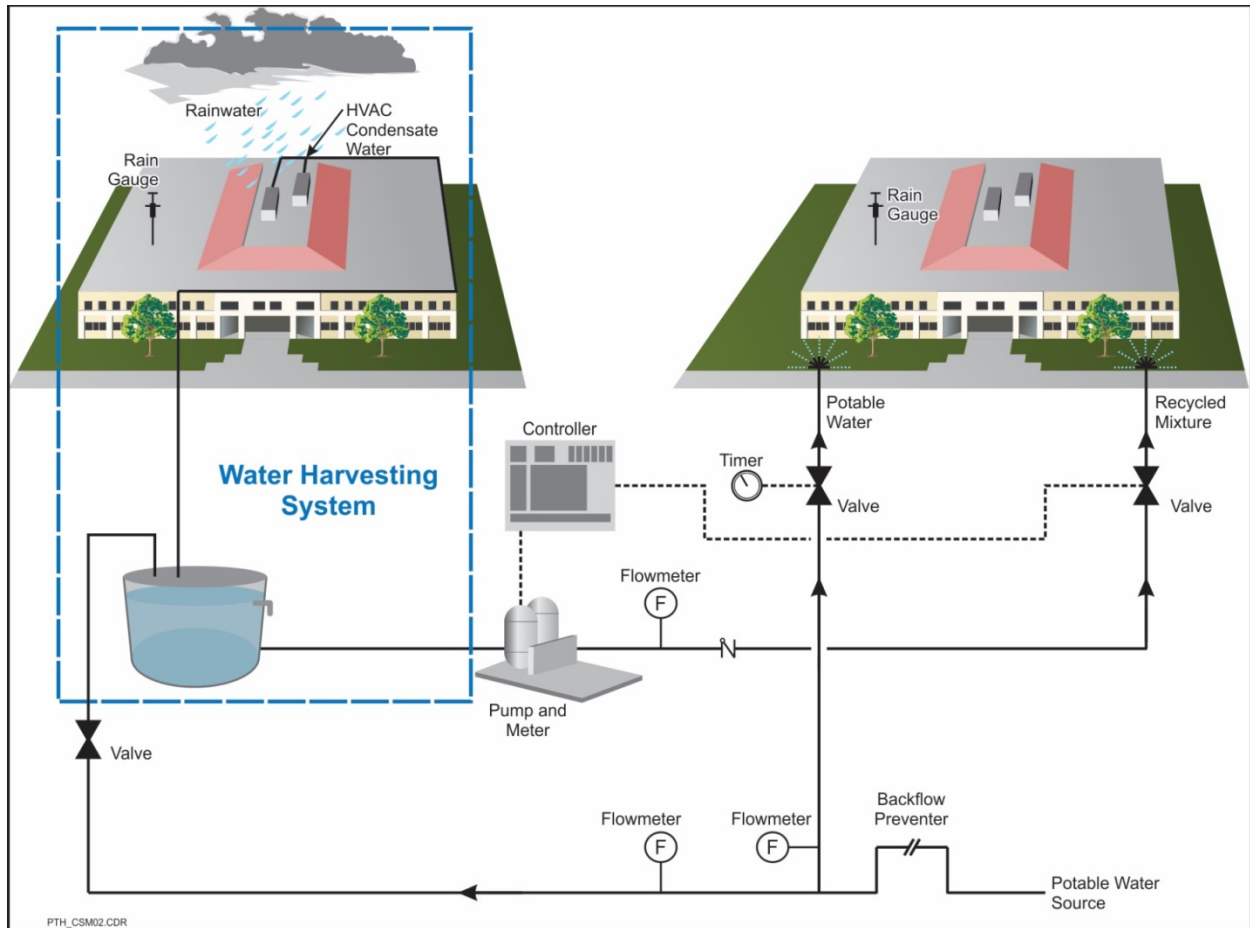 Rainwater
HVAC
Condensate
Water
Rain
Gauge
Rain
Gauge
Potable
Water
Recycled
Mixture
Controller
Timer
Valve
Valve
Water Harvesting
System
Flowmeter
F
Pump and
Meter
Valve
Flowmeter
F
Flowmeter
F
Backflow
Preventer
Potable Water
Source
PTH_CSM02.CDR